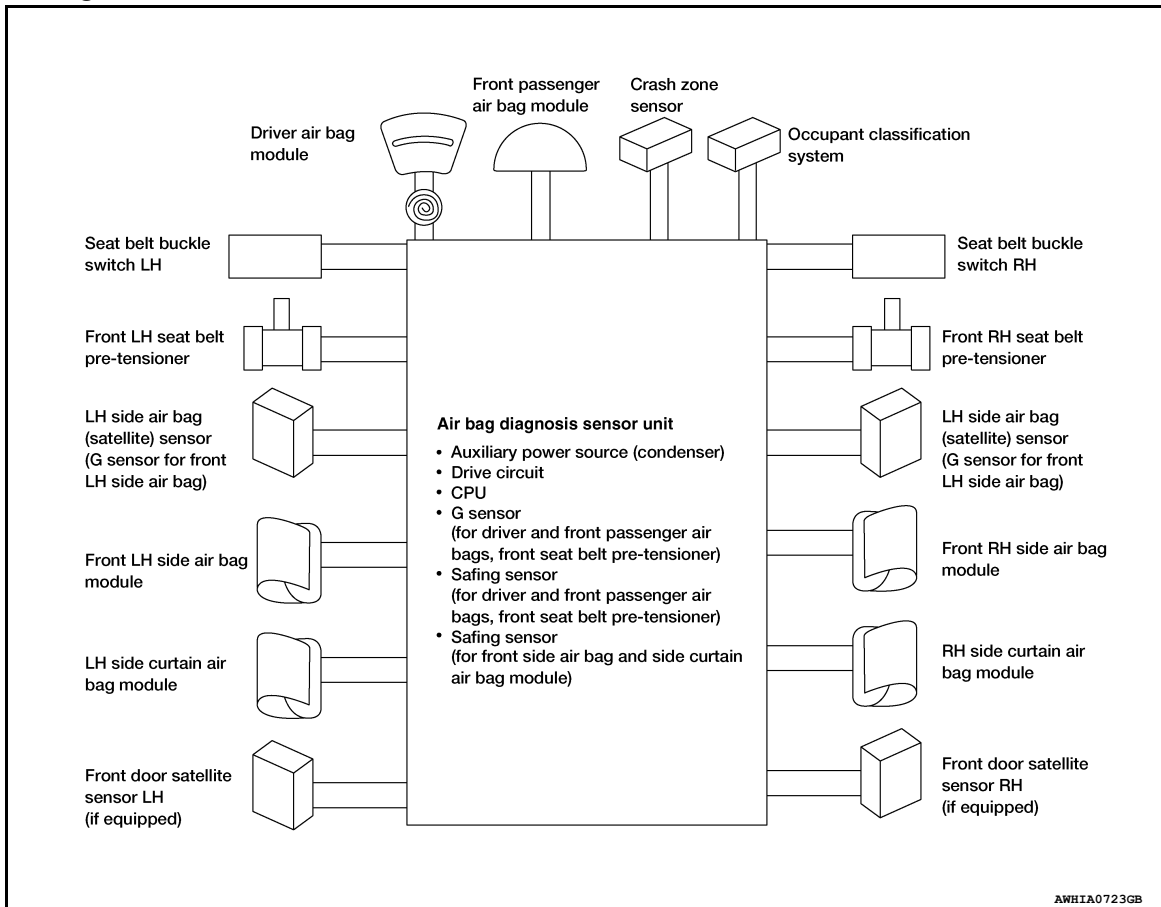 Front passenger
air bag module
Crash zone
sensor
Driver air bag
module
Occupant classification
system
Seat belt buckle
switch LH
Seat belt buckle
switch RH
Front LH seat belt
pre-tensioner
Front RH seat belt
pre-tensioner
LH side air bag
(satellite) sensor
(G sensor for front
LH side air bag)
LH side air bag
(satellite) sensor
(G sensor for front
LH side air bag)
Air bag diagnosis sensor unit
• Auxiliary power source (condenser)
• Drive circuit
• CPU
• G sensor
(for driver and front passenger air
bags, front seat belt pre-tensioner)
• Safing sensor
(for driver and front passenger air
bags, front seat belt pre-tensioner)
• Safing sensor
(for front side air bag and side curtain
air bag module)
Front LH side air bag
module
Front RH side air bag
module
LH side curtain air
bag module
RH side curtain air
bag module
Front door satellite
sensor LH
(if equipped)
Front door satellite
sensor RH
(if equipped)
AWHIA0723GB